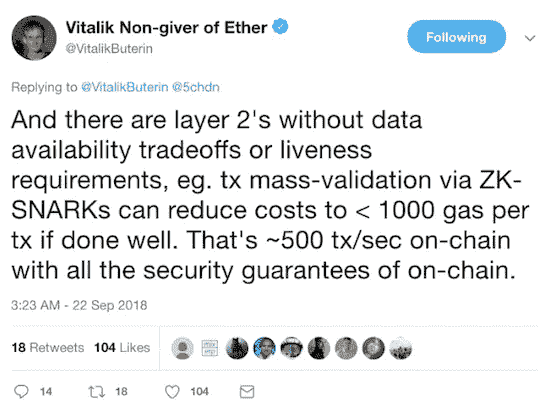 Vitalik Non-giver of Ether
@VitalikButerin
Following
Replying to @VitalikButerin @5chdn
And there are layer 2's without data
availability tradeoffs or liveness
requirements, eg. tx mass-validation via ZK-
SNARKs can reduce costs to < 1000 gas per
tx if done well. That's ~500 tx/sec on-chain
with all the security guarantees of on-chain.
3:23 AM - 22 Sep 2018
18 Retweets 104 Likes
14 18 104